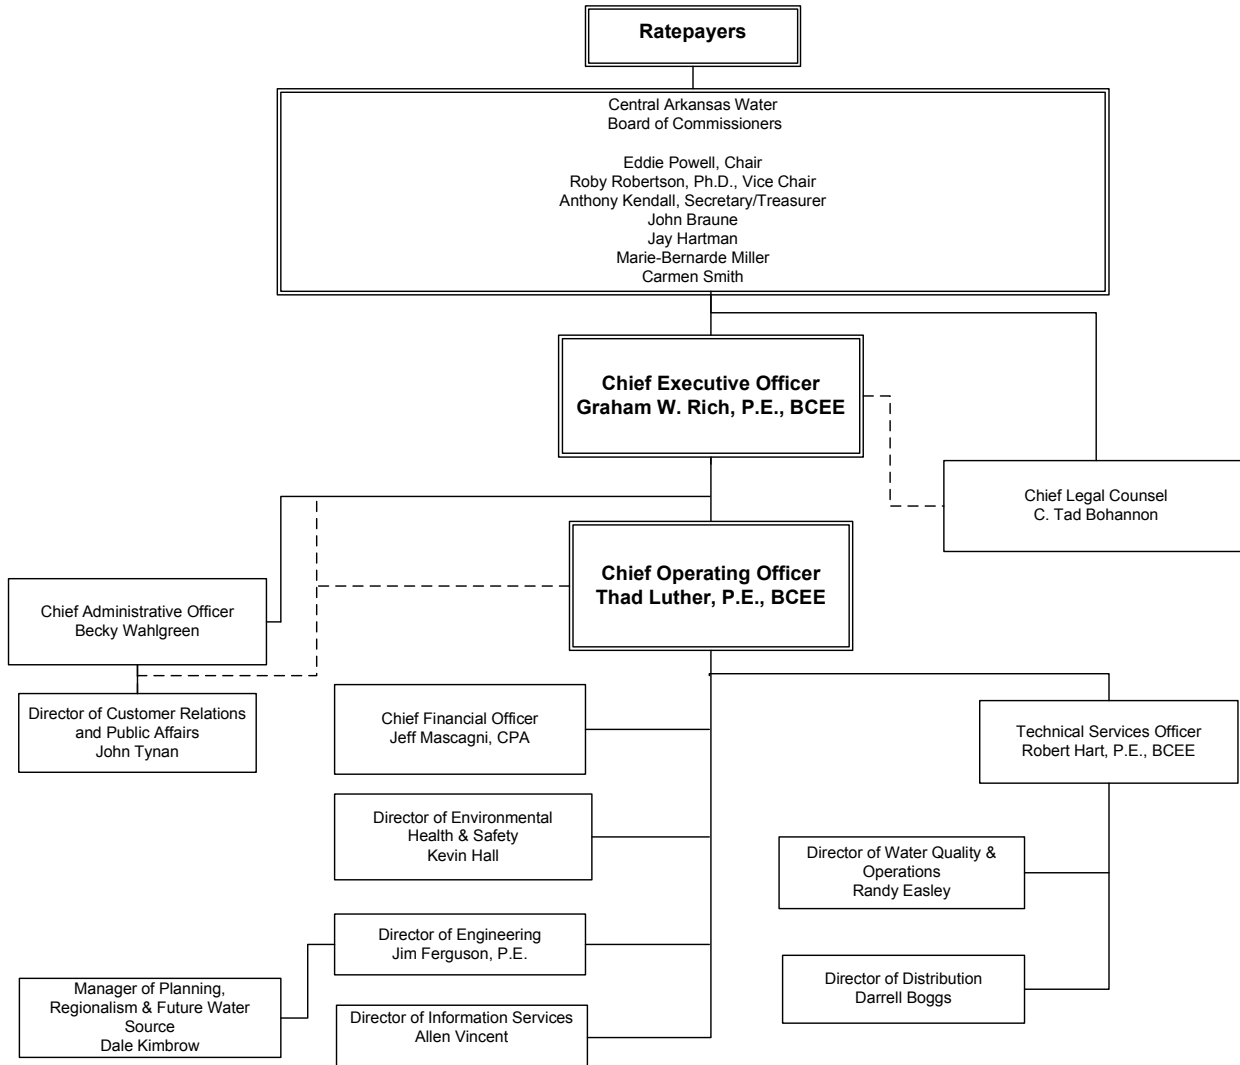 Ratepayers
Central Arkansas Water
Board of Commissioners
Eddie Powell, Chair
Roby Robertson, Ph.D., Vice Chair
Anthony Kendall, Secretary/Treasurer
John Braune
Jay Hartman
Marie-Bernarde Miller
Carmen Smith
Chief Executive Officer
Graham W. Rich, P.E., BCEE
Chief Legal Counsel
C. Tad Bohannon
Chief Operating Officer
Thad Luther, P.E., BCEE
Chief Administrative Officer
Becky Wahlgreen
Director of Customer Relations
and Public Affairs
John Tynan
Chief Financial Officer
Jeff Mascagni, CPA
Technical Services Officer
Robert Hart, P.E., BCEE
Director of Environmental
Health & Safety
Kevin Hall
Director of Water Quality &
Operations
Randy Easley
Director of Engineering
Jim Ferguson, P.E.
Director of Distribution
Darrell Boggs
Manager of Planning,
Regionalism & Future Water
Source
Dale Kimbrow
Director of Information Services
Allen Vincent